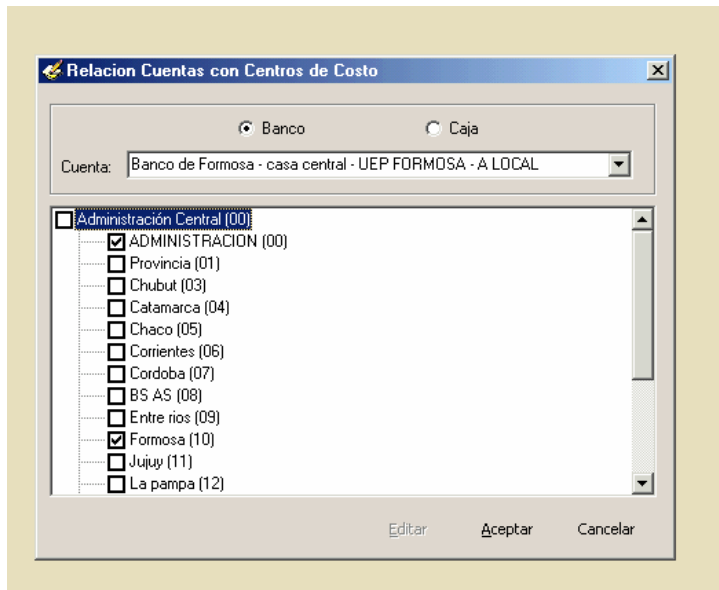 Relacion Cuentas con Centros de Costo
Banco Caja
Cuenta: Banco de Formosa - casa central - UEP FORMOSA - A LOCAL
Administración Central (00)
ADMINISTRACION (00)
Provincia (01)
Chubut (03)
Catamarca (04)
Chaco (05)
Corrientes (06)
Cordoba (07)
BS AS (08)
Entre rios (09)
Formosa (10)
Jujuy (11)
La pampa (12)
Editar Aceptar Cancelar